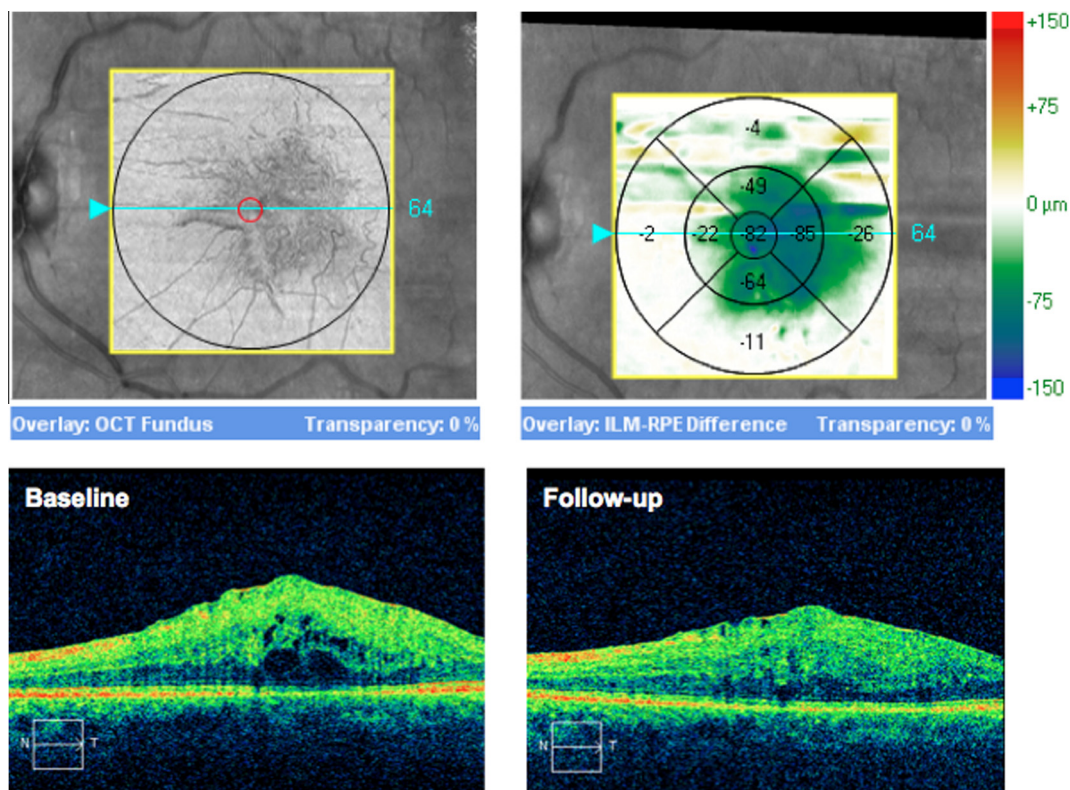 64
-4
-49
-2 -22 -82 -85 -26 64
-64
-11
+150
+75
0 μm
-75
-150
Overlay: OCT Fundus Transparency: 0 %
Overlay: ILM-RPE Difference Transparency: 0 %
Baseline
Follow-up
N T
N T